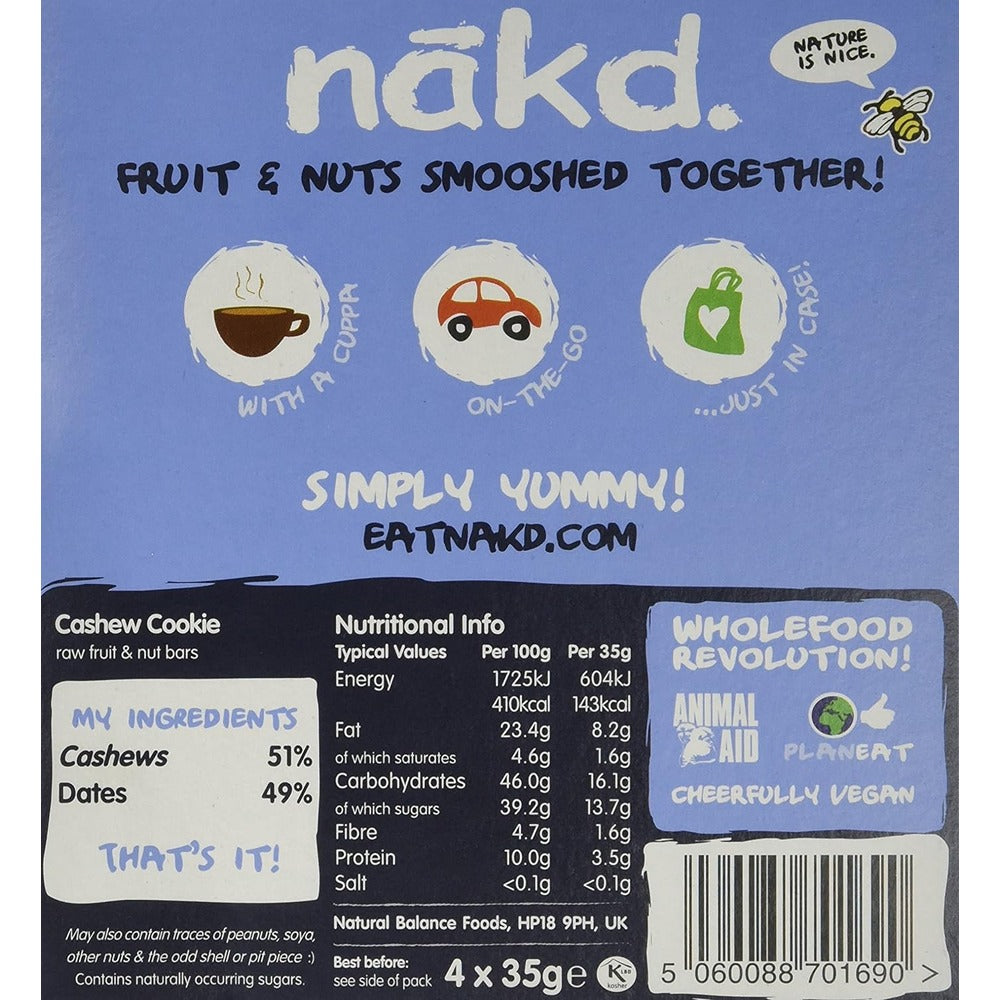 nākd.
NATURE
IS NICE.
FRUIT & NUTS SMOOSHED TOGETHER!
WITH A CUPPA
ON-THE-GO
...JUST IN CASE!
SIMPLY YUMMY!
EATNAKD.COM
Cashew Cookie
raw fruit & nut bars
MY INGREDIENTS
Cashews 51%
Dates 49%
THAT'S IT!
May also contain traces of peanuts, soya,
other nuts & the odd shell or pit piece :)
Contains naturally occurring sugars.
Nutritional Info
Typical Values Per 100g Per 35g
Energy 1725kJ 604kJ
410kcal 143kcal
Fat 23.4g 8.2g
of which saturates 4.6g 1.6g
Carbohydrates 46.0g 16.1g
of which sugars 39.2g 13.7g
Fibre 4.7g 1.6g
Protein 10.0g 3.5g
Salt <0.1g <0.1g
Natural Balance Foods, HP18 9PH, UK
Best before:
see side of pack 4 x 35g e
K LBD
kosher
WHOLEFOOD
REVOLUTION!
ANIMAL
AID
PLANEAT
CHEERFULLY VEGAN
5 060088 701690 >